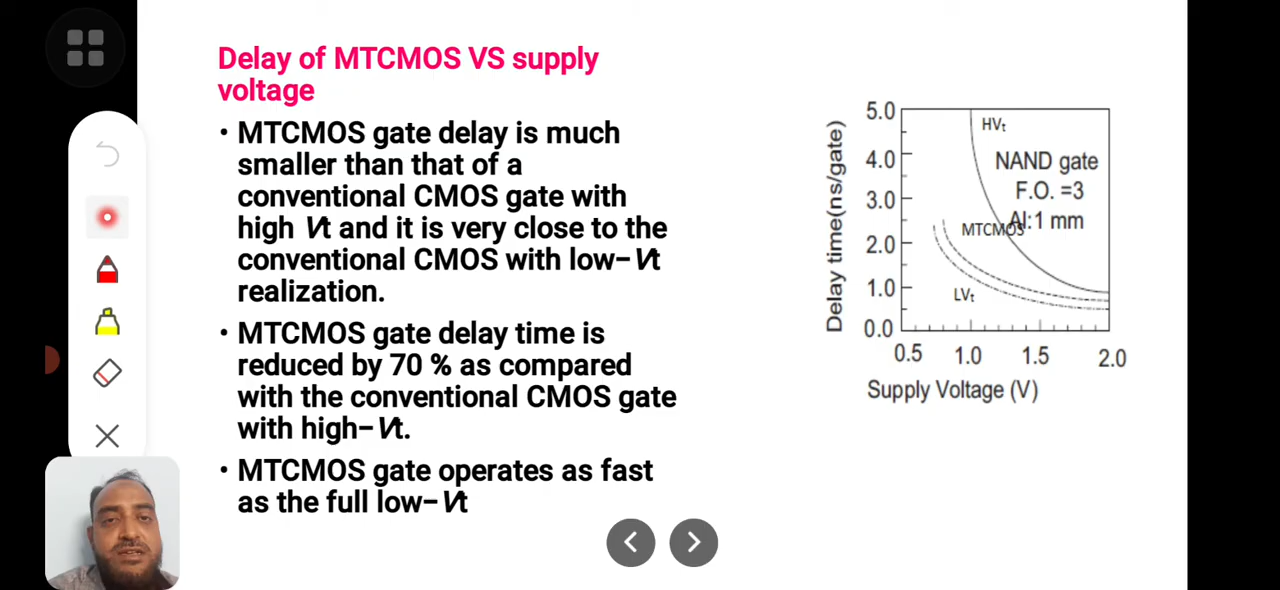 Delay of MTCMOS VS supply
voltage
• MTCMOS gate delay is much
smaller than that of a
conventional CMOS gate with
high Vt and it is very close to the
conventional CMOS with low-Vt
realization.
• MTCMOS gate delay time is
reduced by 70 % as compared
with the conventional CMOS gate
with high-Vt.
• MTCMOS gate operates as fast
as the full low-Vt
Delay time(ns/gate)
5.0
4.0
3.0
2.0
1.0
0.0
HVt
NAND gate
F.O. =3
Al:1 mm
MTCMOS
LVt
0.5 1.0 1.5 2.0
Supply Voltage (V)